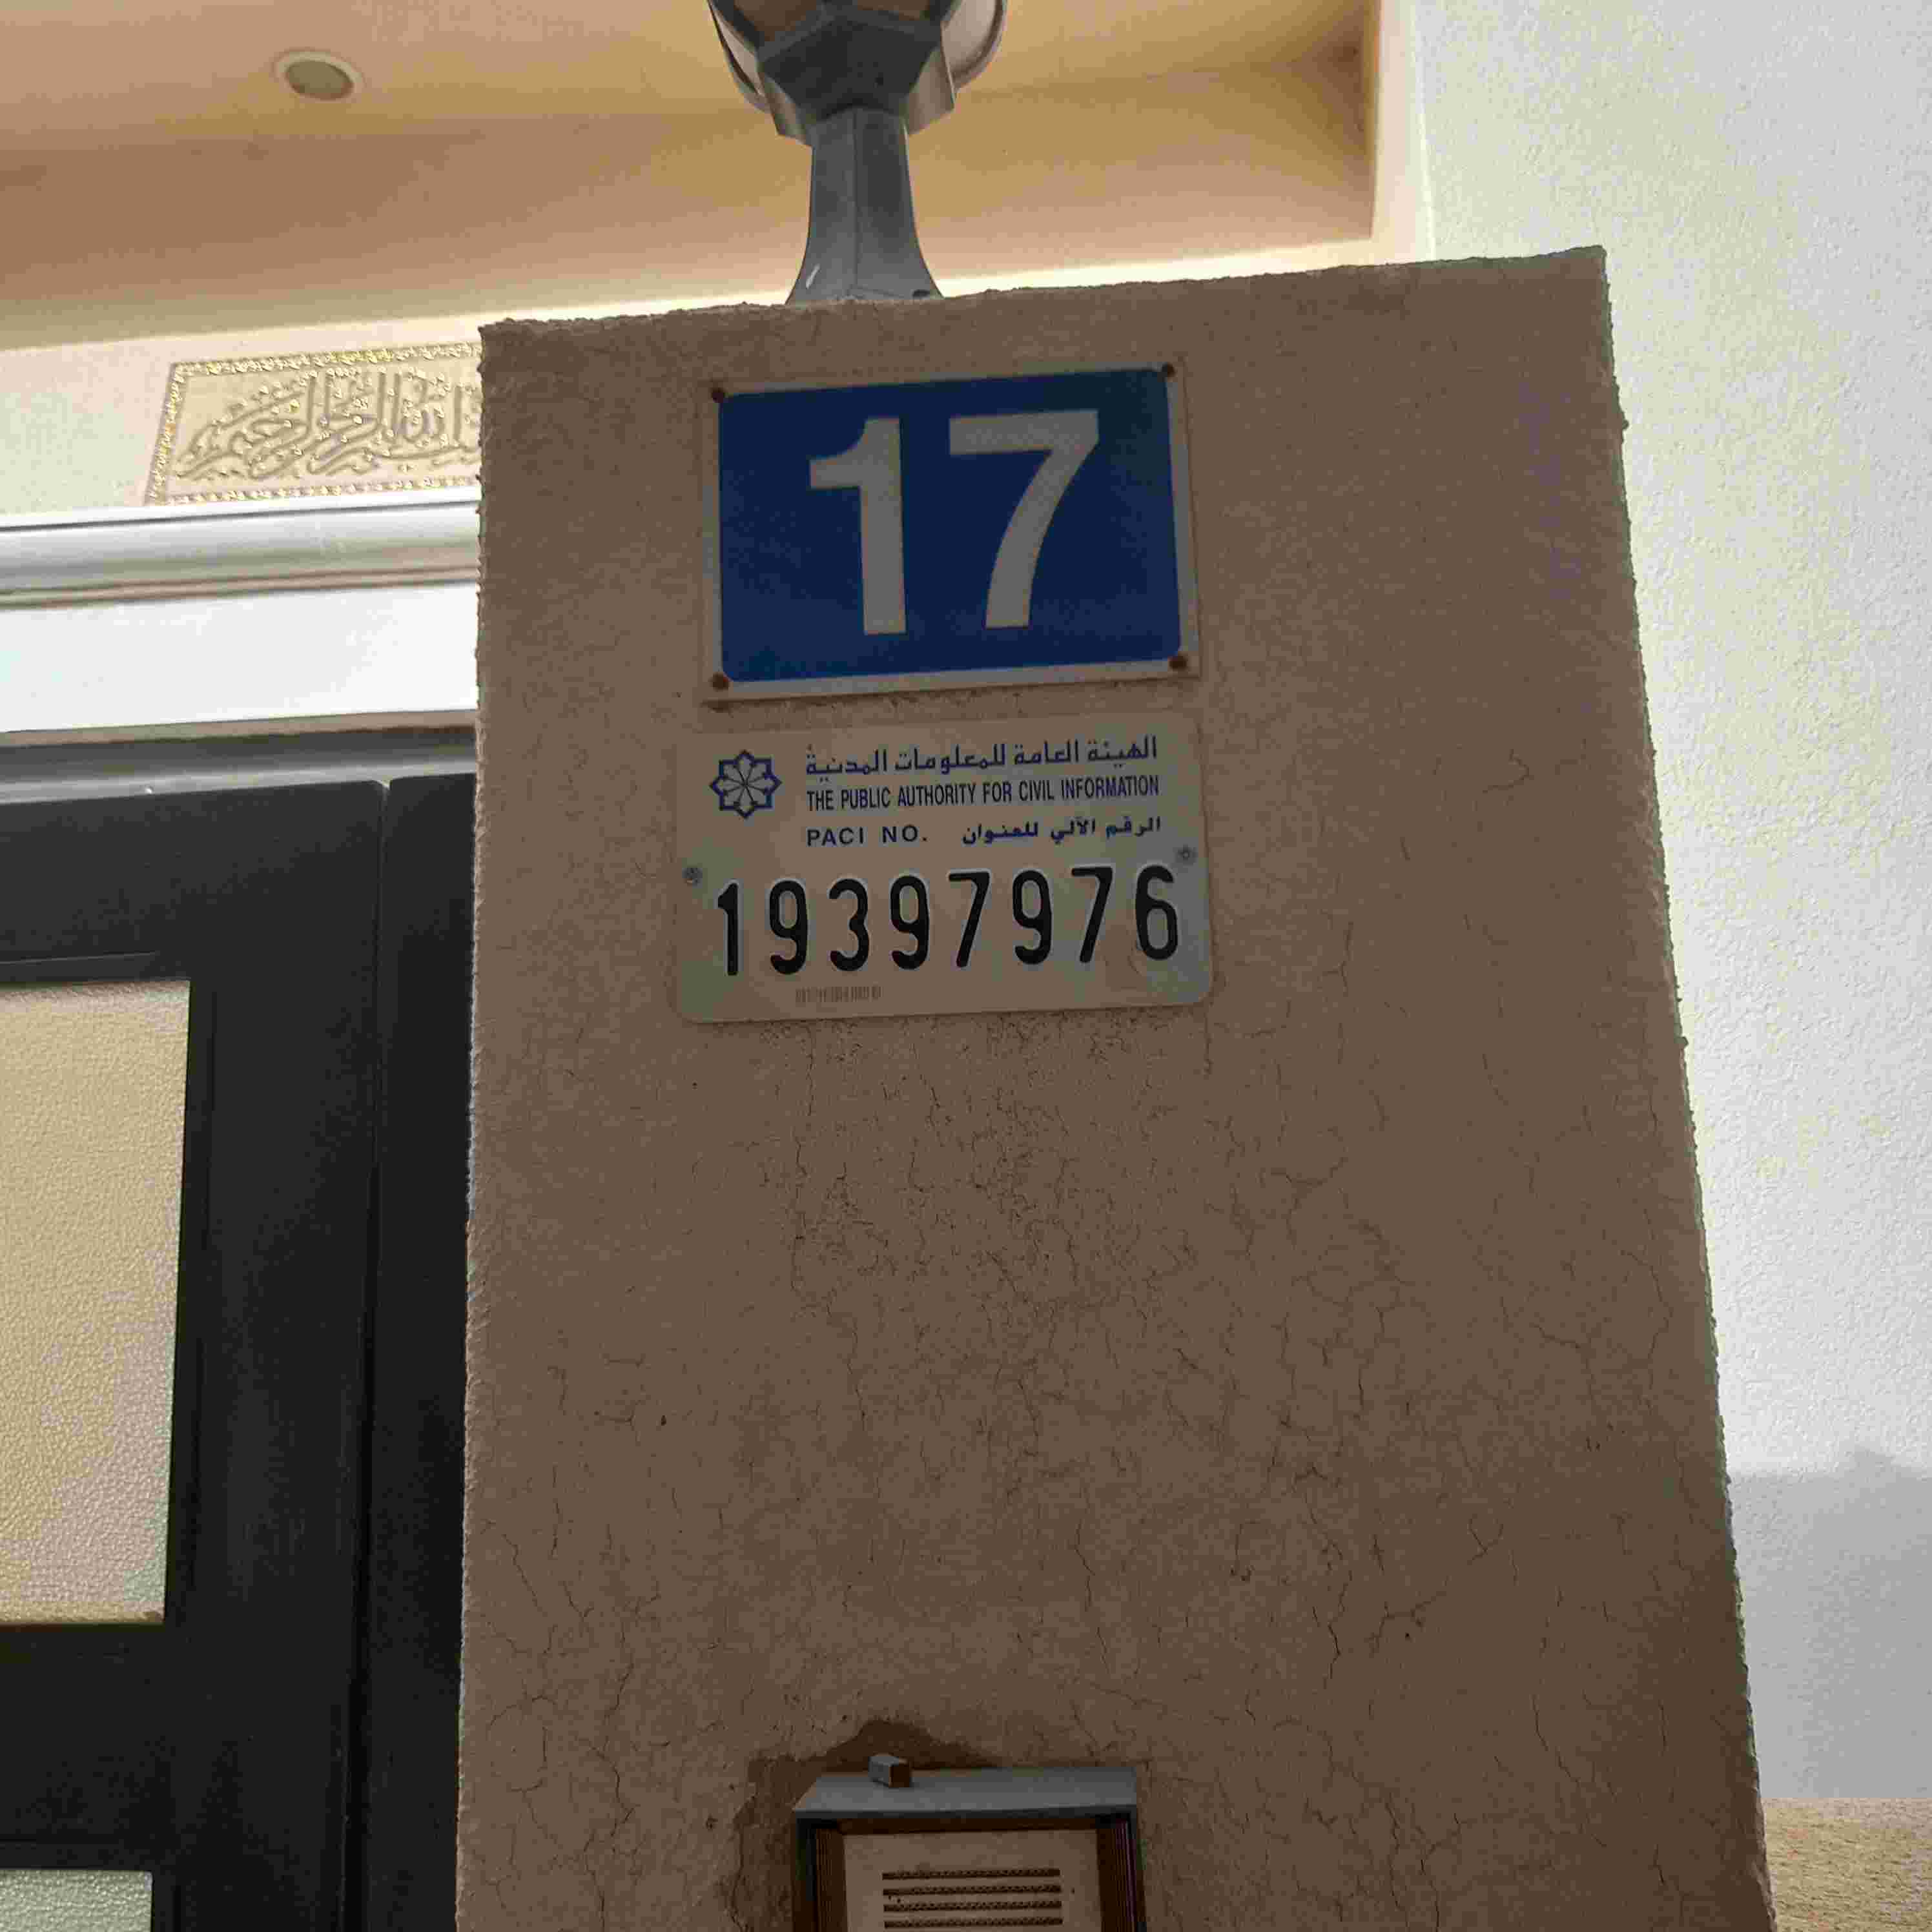 17
الهيئة العامة للمعلومات المدنية
THE PUBLIC AUTHORITY FOR CIVIL INFORMATION
PACI NO. الرقم الآلي للعنوان
19397976